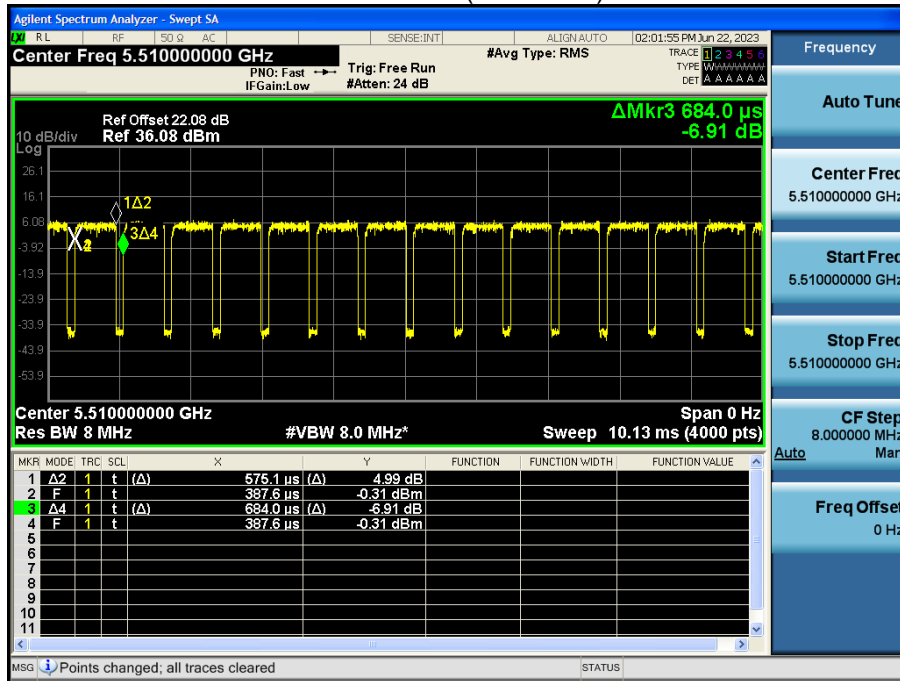 Agilent Spectrum Analyzer - Swept SA
LXI RL RF 50 Ω AC SENSE:INT ALIGN AUTO 02:01:55 PM Jun 22, 2023
Center Freq 5.510000000 GHz
PNO: Fast
IFGain:Low
Trig: Free Run
#Atten: 24 dB
#Avg Type: RMS
TRACE 1 2 3 4 5 6
TYPE WWWWWW
DET A A A A A A
Ref Offset 22.08 dB
10 dB/div Ref 36.08 dBm
Log
ΔMkr3 684.0 µs
-6.91 dB
26.1
16.1
6.08
-3.92
-13.9
-23.9
-33.9
-43.9
-53.9
1Δ2
3Δ4
Center 5.510000000 GHz Span 0 Hz
Res BW 8 MHz #VBW 8.0 MHz* Sweep 10.13 ms (4000 pts)
MKR MODE TRC SCL X Y FUNCTION FUNCTION WIDTH FUNCTION VALUE
1 Δ2 1 t (Δ) 575.1 µs (Δ) 4.99 dB
2 F 1 t 387.6 µs -0.31 dBm
3 Δ4 1 t (Δ) 684.0 µs (Δ) -6.91 dB
4 F 1 t 387.6 µs -0.31 dBm
5
6
7
8
9
10
11
MSG Points changed; all traces cleared STATUS
Frequency
Auto Tune
Center Freq
5.510000000 GHz
Start Freq
5.510000000 GHz
Stop Freq
5.510000000 GHz
CF Step
8.000000 MHz
Auto Man
Freq Offset
0 Hz